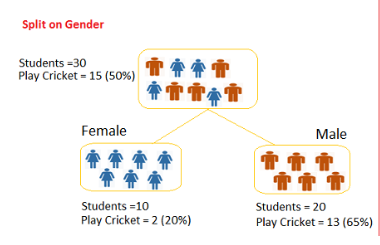 Split on Gender
Students =30
Play Cricket = 15 (50%)
Female
Male
Students =10
Play Cricket = 2 (20%)
Students = 20
Play Cricket = 13 (65%)